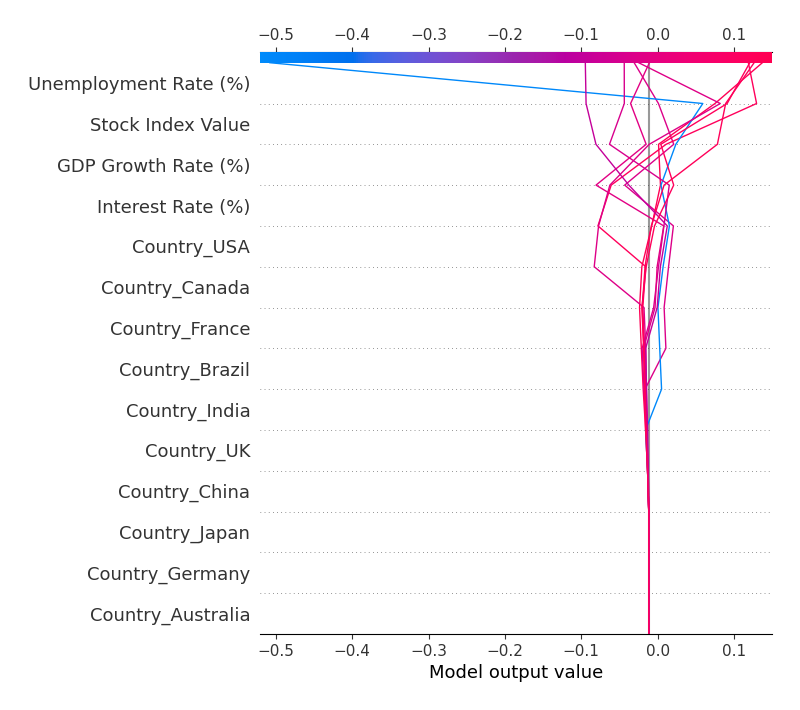 −0.5 −0.4 −0.3 −0.2 −0.1 0.0 0.1
Unemployment Rate (%)
Stock Index Value
GDP Growth Rate (%)
Interest Rate (%)
Country_USA
Country_Canada
Country_France
Country_Brazil
Country_India
Country_UK
Country_China
Country_Japan
Country_Germany
Country_Australia
−0.5 −0.4 −0.3 −0.2 −0.1 0.0 0.1
Model output value